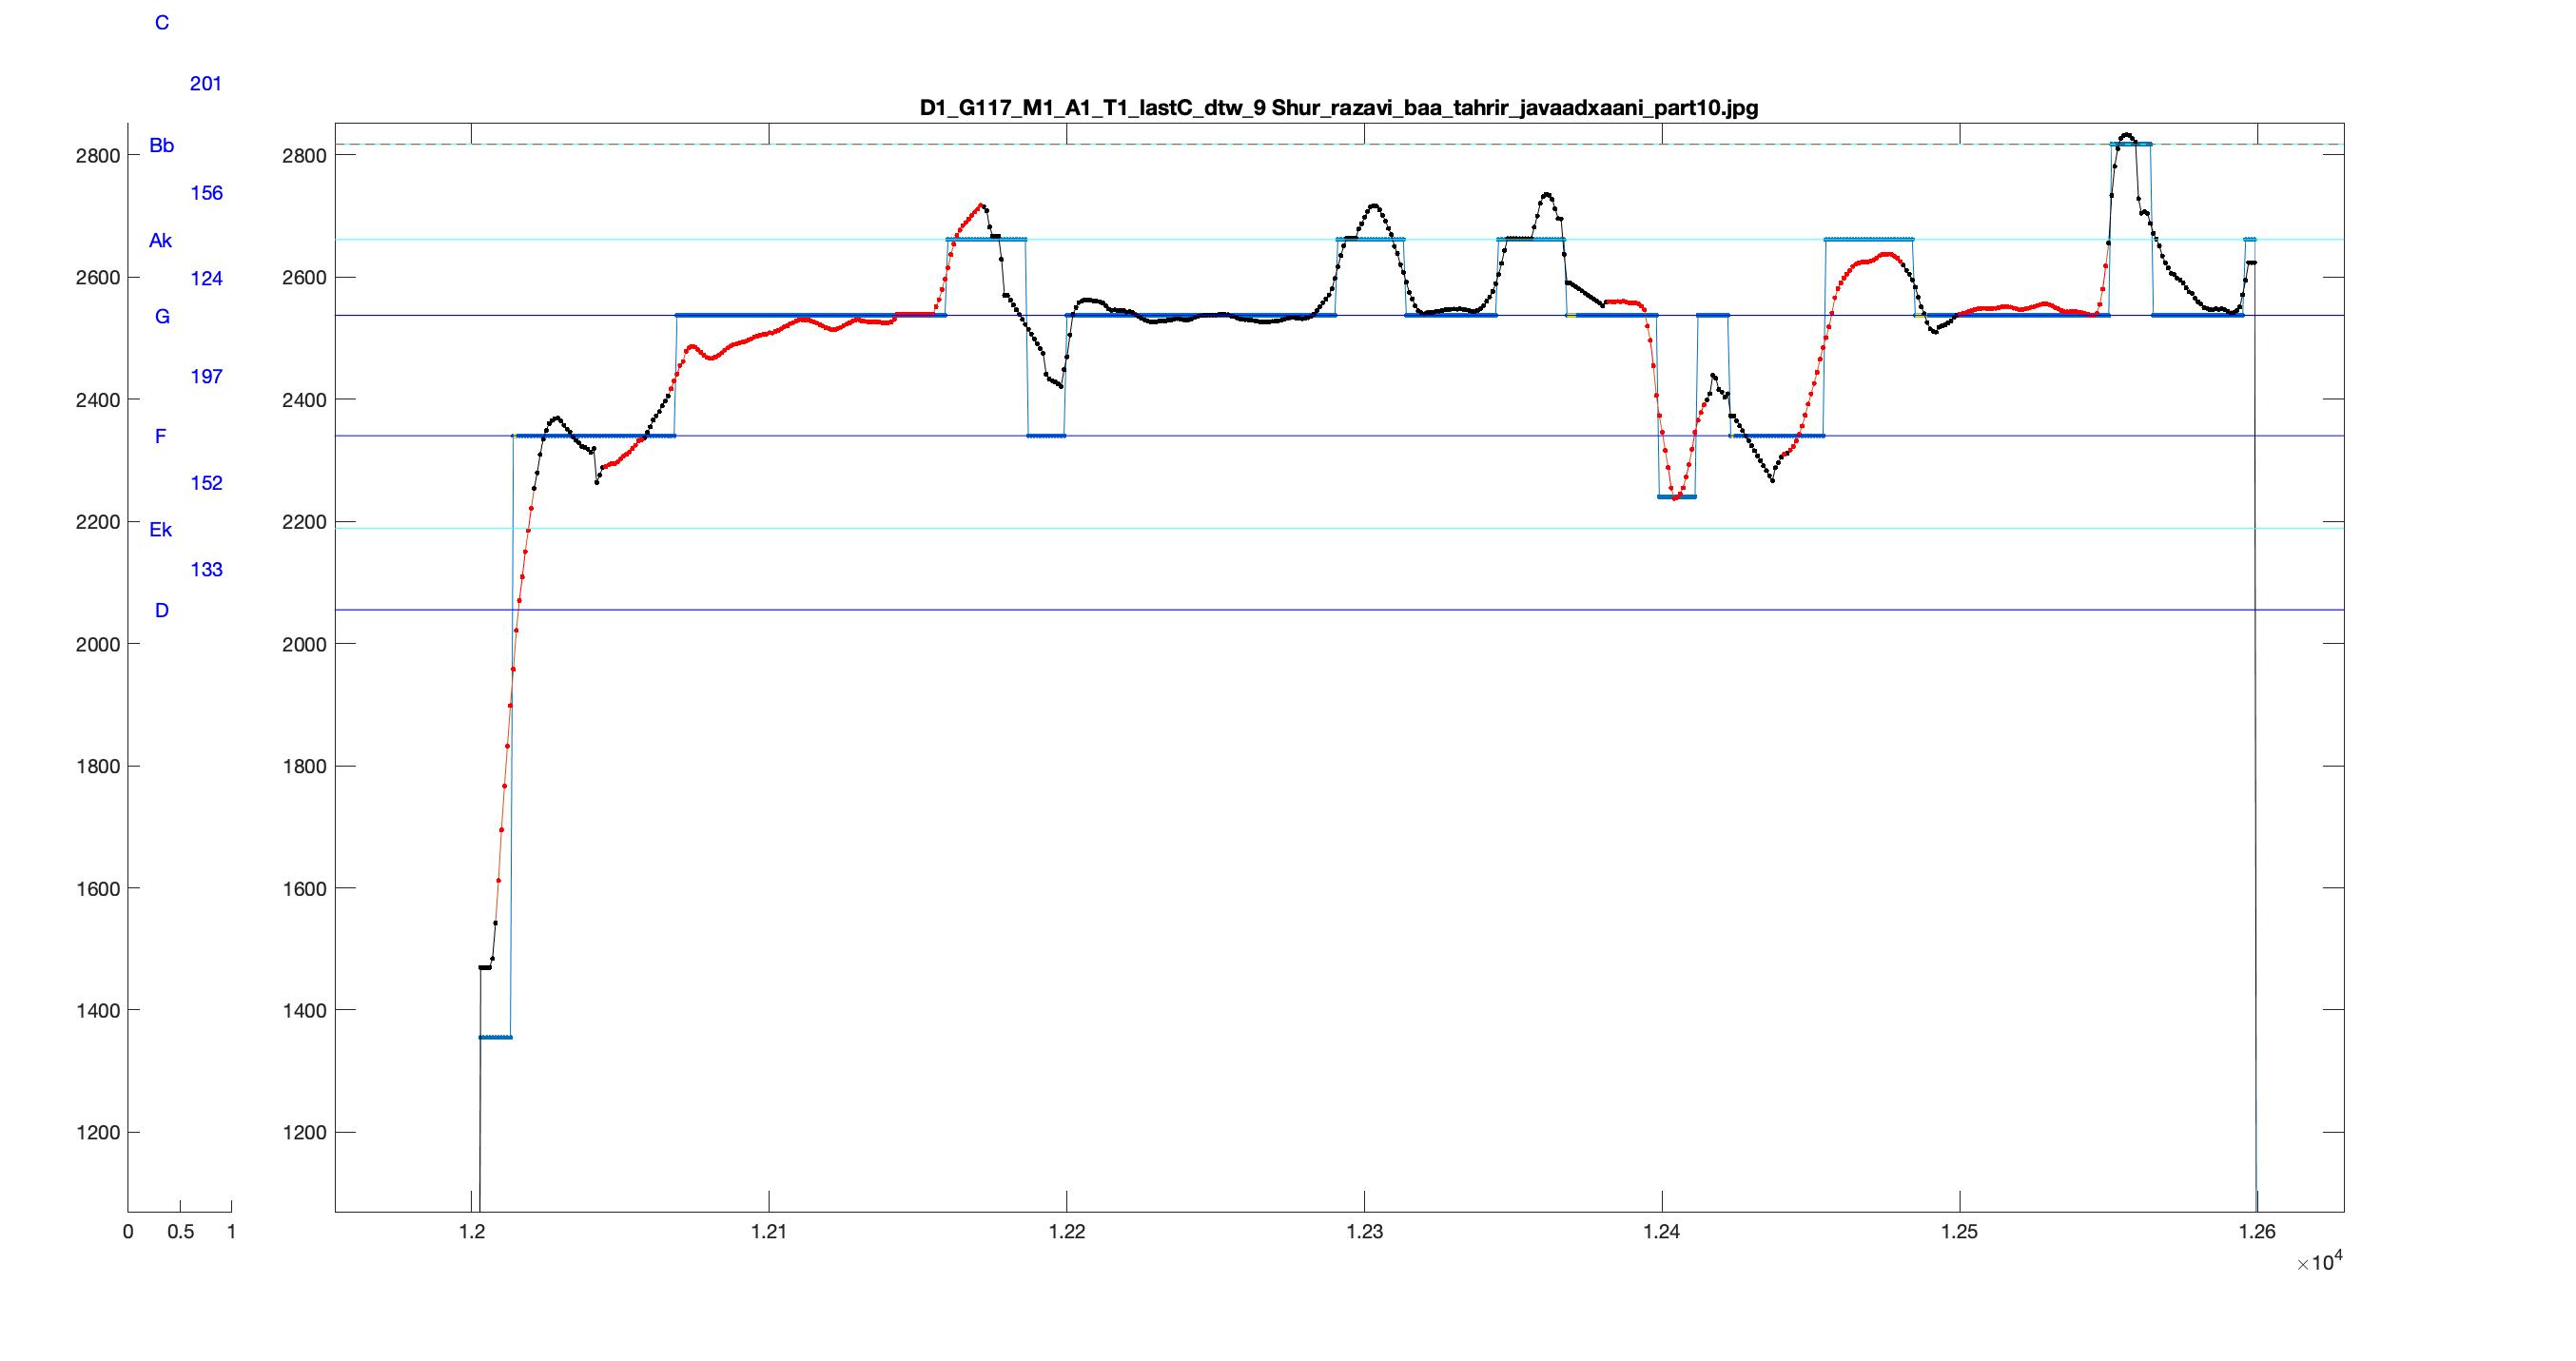 C
201
D1_G117_M1_A1_T1_lastC_dtw_9 Shur_razavi_baa_tahrir_javaadxaani_part10.jpg
2800 Bb 2800
156
Ak
2600 124 2600
G
197
2400 2400
F
152
2200 Ek 2200
133
D
2000 2000
1800 1800
1600 1600
1400 1400
1200 1200
0 0.5 1 1.2 1.21 1.22 1.23 1.24 1.25 1.26
×10⁴